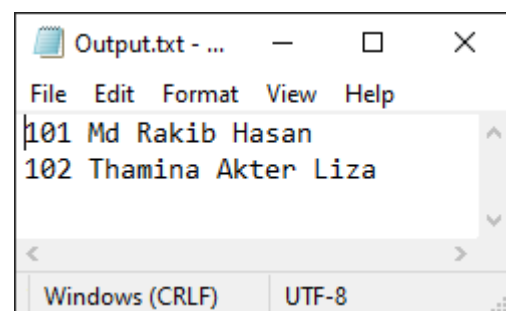 Output.txt - ...
File Edit Format View Help
101 Md Rakib Hasan
102 Thamina Akter Liza
Windows (CRLF) UTF-8